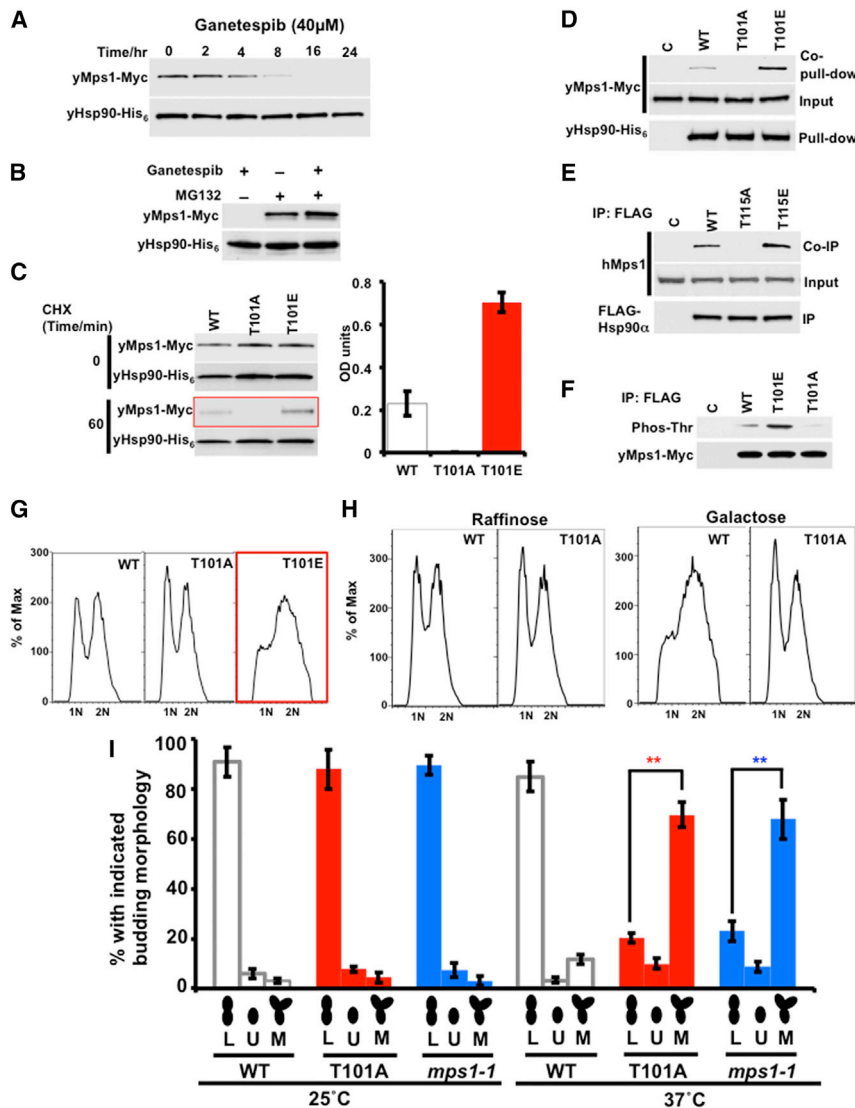 A
Ganetespib (40µM)
Time/hr 0 2 4 8 16 24
yMps1-Myc
yHsp90-His6
B
Ganetespib + – +
MG132 – + +
yMps1-Myc
yHsp90-His6
C
CHX
(Time/min)
WT T101A T101E
0
yMps1-Myc
yHsp90-His6
60
yMps1-Myc
yHsp90-His6
OD units
0.8
0.6
0.4
0.2
0
WT T101A T101E
D
C WT T101A T101E
yMps1-Myc
Co-
pull-dow
Input
yHsp90-His6
Pull-dow
E
IP: FLAG
C WT T115A T115E
hMps1
Co-IP
Input
FLAG-
Hsp90α
IP
F
IP: FLAG
C WT T101E T101A
Phos-Thr
yMps1-Myc
G
% of Max
300
200
100
0
WT T101A T101E
1N 2N 1N 2N 1N 2N
H
Raffinose
Galactose
% of Max
300
200
100
0
WT T101A WT T101A
1N 2N 1N 2N 1N 2N 1N 2N
I
% with indicated
budding morphology
100
80
60
40
20
0
** **
L U M L U M L U M L U M L U M L U M
WT T101A mps1-1 WT T101A mps1-1
25°C 37°C